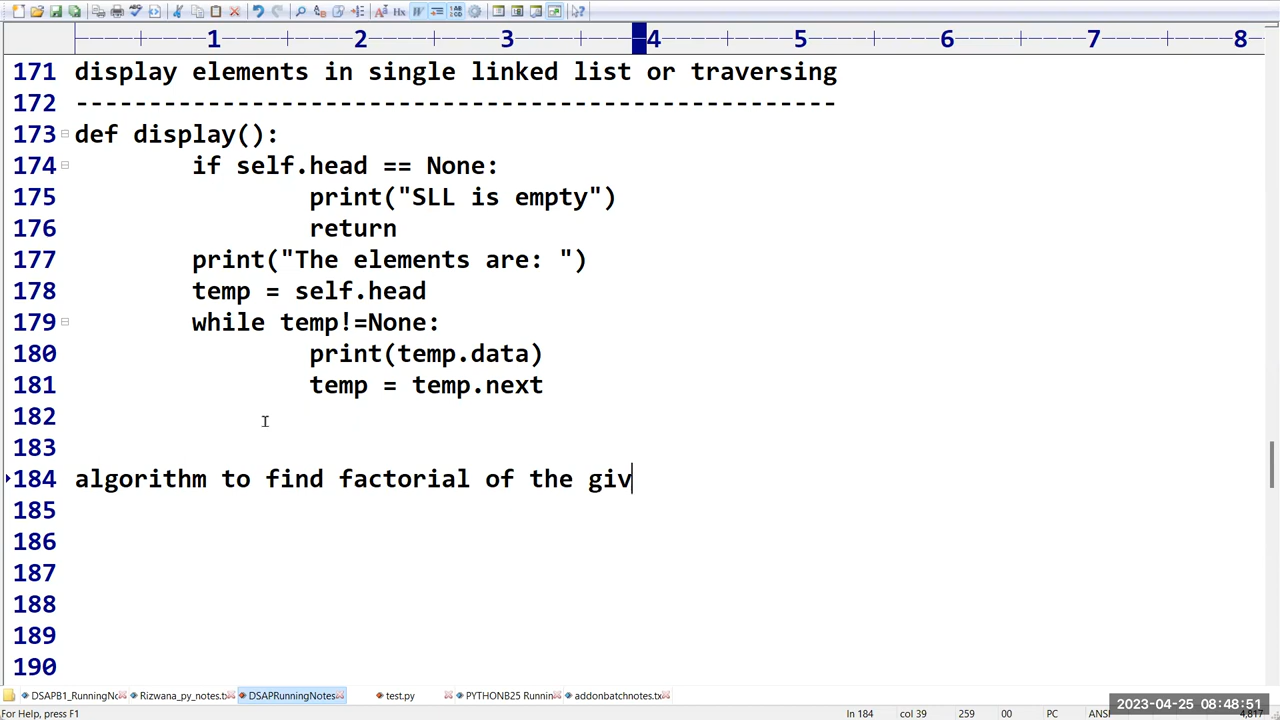 1 2 3 4 5 6 7 8
171 display elements in single linked list or traversing
172 ----------------------------------------------------
173 def display():
174 if self.head == None:
175 print("SLL is empty")
176 return
177 print("The elements are: ")
178 temp = self.head
179 while temp!=None:
180 print(temp.data)
181 temp = temp.next
182
183
184 algorithm to find factorial of the giv
185
186
187
188
189
190
DSAPB1_RunningNo Rizwana_py_notes.tx DSAPRunningNotes test.py PYTHONB25 Runnin addonbatchnotes.tx
For Help, press F1 ln 184 col 39 259 00 PC ANSI 4,817
2023-04-25 08:48:51